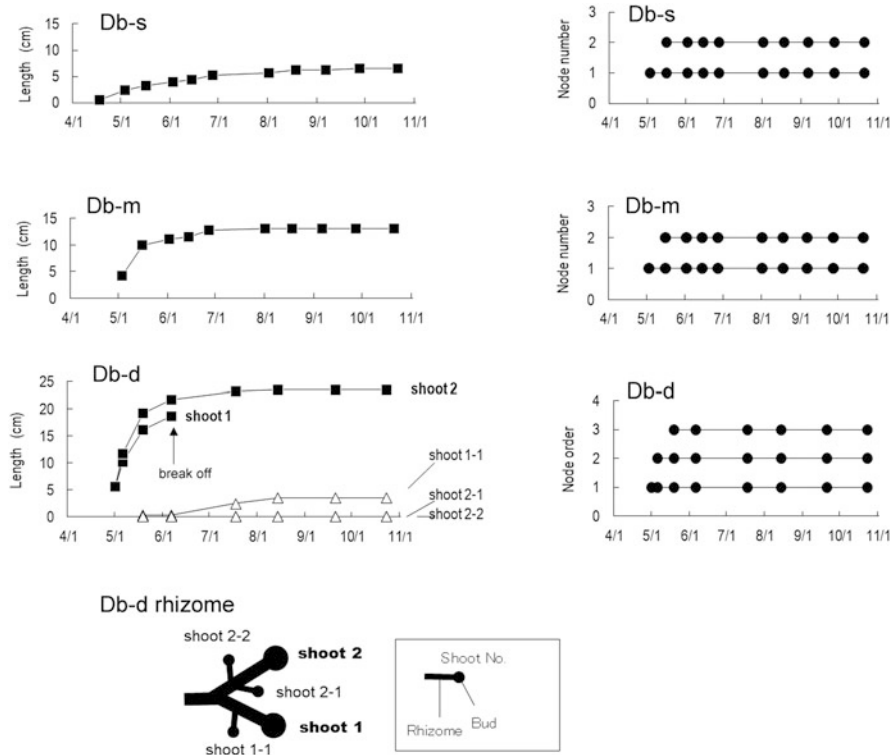 Db-s
Length (cm)
15
10
5
0
4/1 5/1 6/1 7/1 8/1 9/1 10/1 11/1
Db-s
Node number
3
2
1
0
4/1 5/1 6/1 7/1 8/1 9/1 10/1 11/1
Db-m
Length (cm)
15
10
5
0
4/1 5/1 6/1 7/1 8/1 9/1 10/1 11/1
Db-m
Node number
3
2
1
0
4/1 5/1 6/1 7/1 8/1 9/1 10/1 11/1
Db-d
Length (cm)
25
20
15
10
5
0
shoot 2
shoot 1
break off
shoot 1-1
shoot 2-1
shoot 2-2
4/1 5/1 6/1 7/1 8/1 9/1 10/1 11/1
Db-d
Node order
4
3
2
1
0
4/1 5/1 6/1 7/1 8/1 9/1 10/1 11/1
Db-d rhizome
shoot 2-2
shoot 2
shoot 2-1
shoot 1
shoot 1-1
Shoot No.
Rhizome
Bud